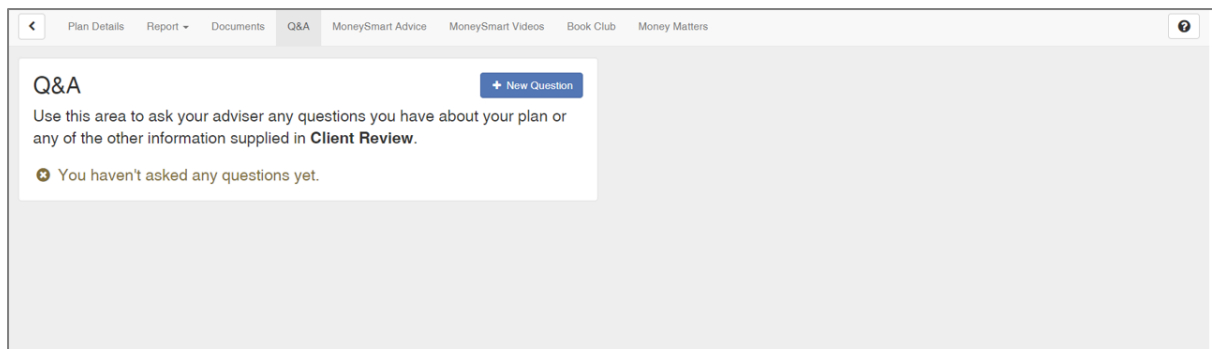 Plan Details Report Documents Q&A MoneySmart Advice MoneySmart Videos Book Club Money Matters
Q&A
+ New Question
Use this area to ask your adviser any questions you have about your plan or
any of the other information supplied in Client Review.
You haven't asked any questions yet.